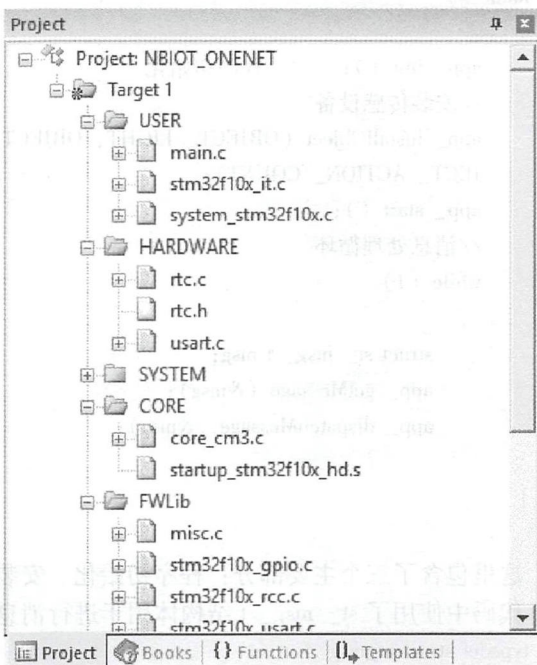 Project
Project: NBIOT_ONENET
Target 1
USER
main.c
stm32f10x_it.c
system_stm32f10x.c
HARDWARE
rtc.c
rtc.h
usart.c
SYSTEM
CORE
core_cm3.c
startup_stm32f10x_hd.s
FWLib
misc.c
stm32f10x_gpio.c
stm32f10x_rcc.c
stm32f10x_usart.c
Project Books {} Functions Templates